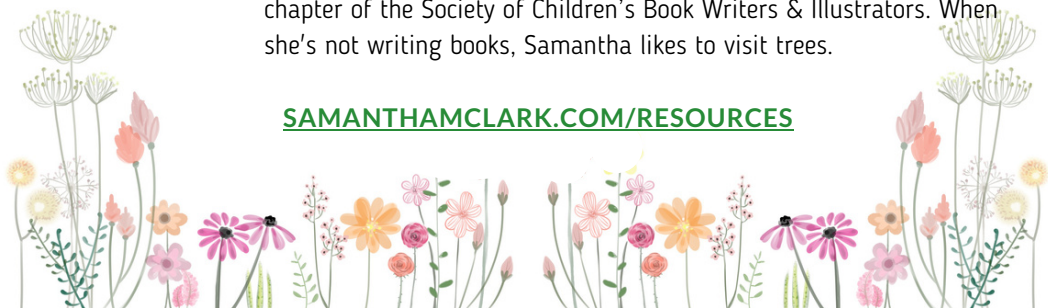 chapter of the Society of Children's Book Writers & Illustrators. When
she's not writing books, Samantha likes to visit trees.
SAMANTHAMCLARK.COM/RESOURCES